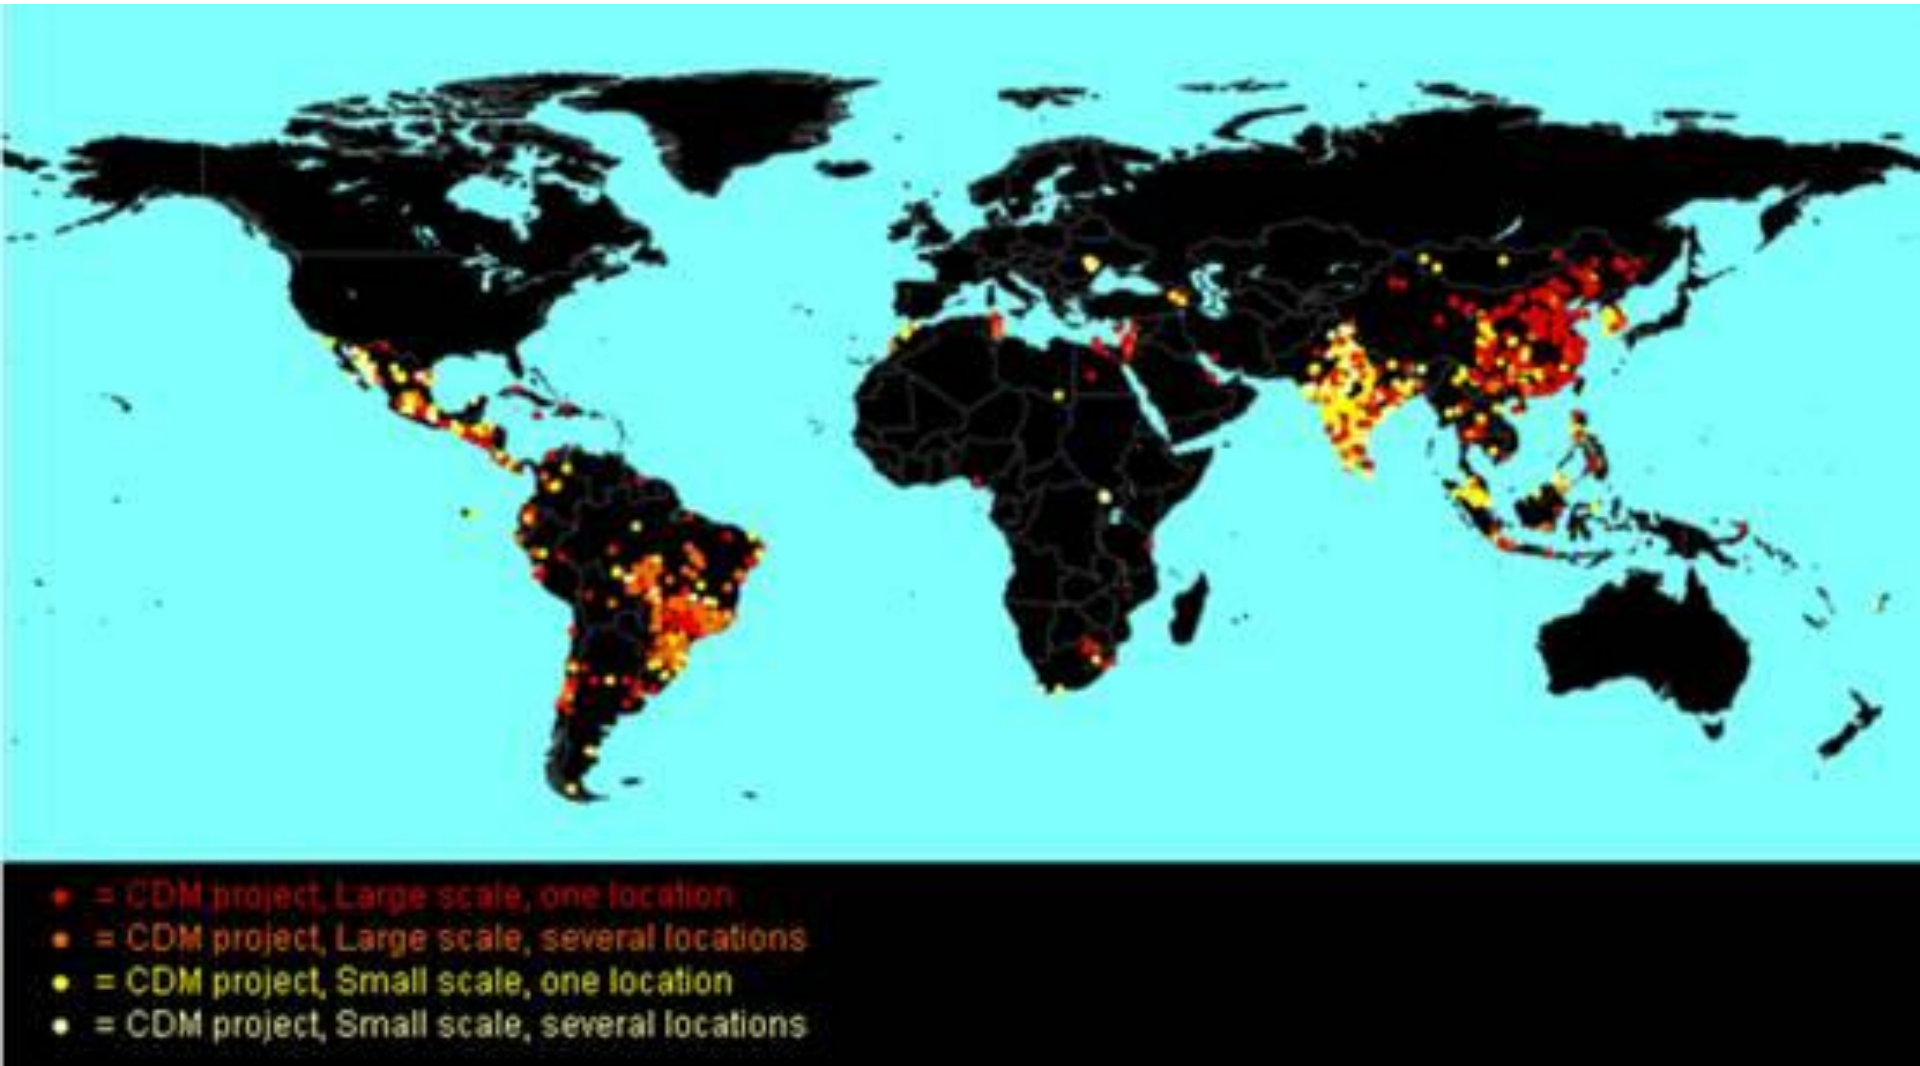 = CDM project, Large scale, one location
= CDM project, Large scale, several locations
= CDM project, Small scale, one location
= CDM project, Small scale, several locations